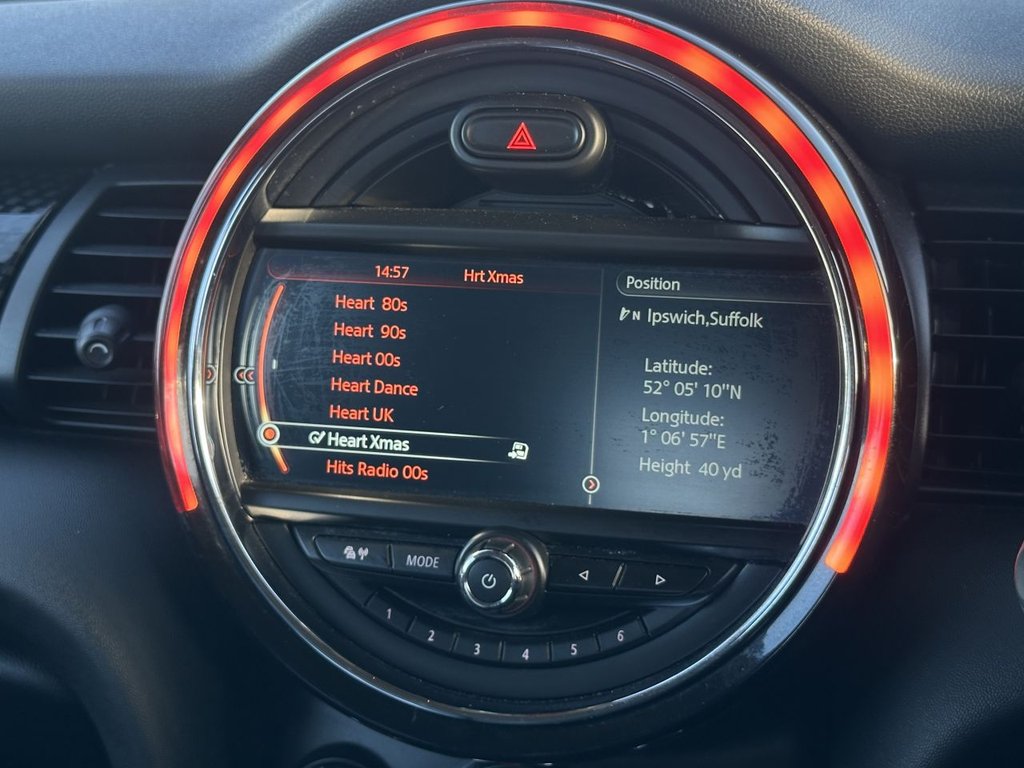 14:57 Hrt Xmas
Heart 80s
Heart 90s
Heart 00s
Heart Dance
Heart UK
Heart Xmas
Hits Radio 00s
Position
N Ipswich,Suffolk
Latitude:
52° 05' 10"N
Longitude:
1° 06' 57"E
Height 40 yd
MODE
1 2 3 4 5 6